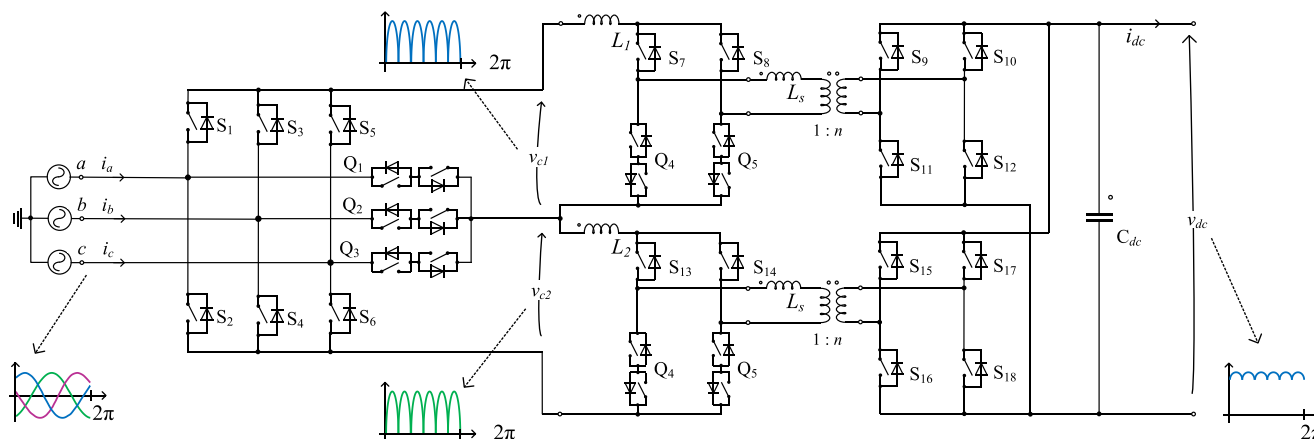 2π
L1
S7
S8
S9
S10
idc
Ls
1 : n
S1
S3
S5
vc1
Q4
Q5
S11
S12
a
ia
Q1
b
ib
Q2
c
ic
Q3
vdc
Cdc
L2
S13
S14
S15
S17
vc2
Ls
1 : n
S2
S4
S6
Q4
Q5
S16
S18
2π
2π